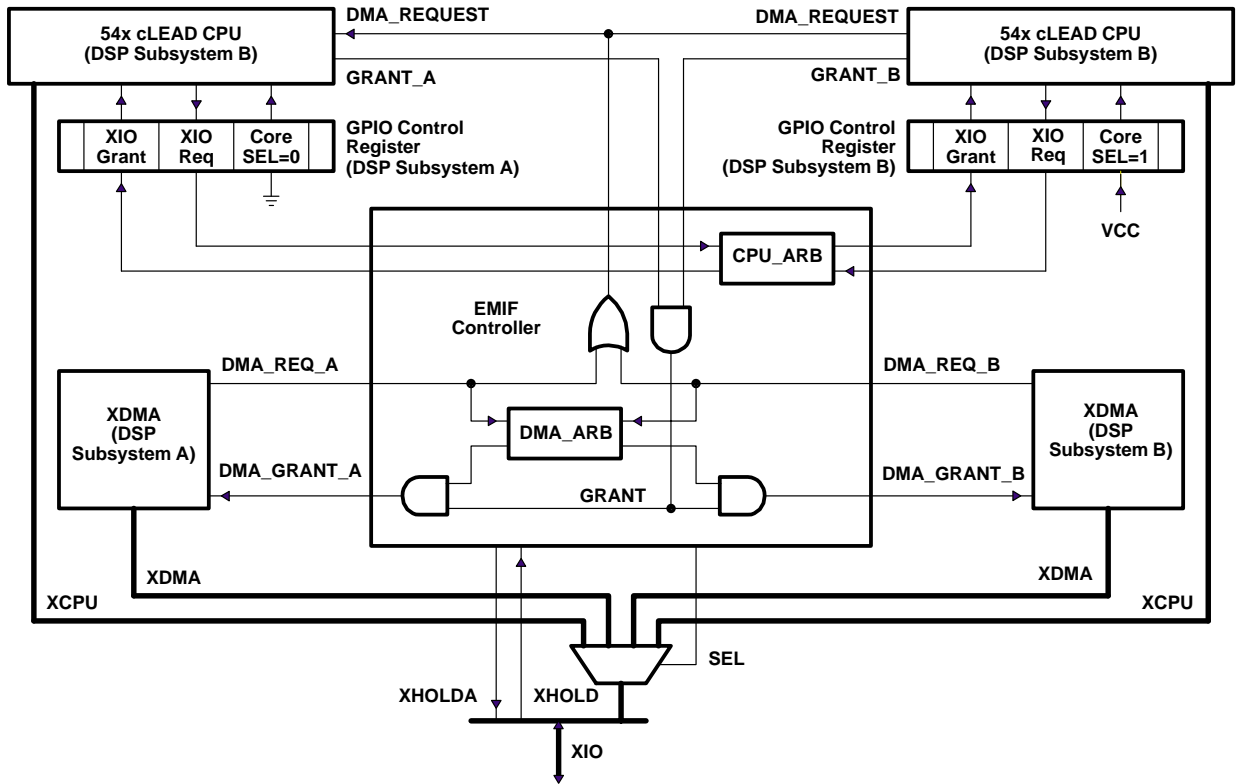 DMA_REQUEST
DMA_REQUEST
54x cLEAD CPU
(DSP Subsystem B)
54x cLEAD CPU
(DSP Subsystem B)
GRANT_A
GRANT_B
XIO
Grant
XIO
Req
Core
SEL=0
GPIO Control
Register
(DSP Subsystem A)
GPIO Control
Register
(DSP Subsystem B)
XIO
Grant
XIO
Req
Core
SEL=1
VCC
CPU_ARB
EMIF
Controller
DMA_REQ_A
DMA_REQ_B
XDMA
(DSP
Subsystem A)
DMA_ARB
XDMA
(DSP
Subsystem B)
DMA_GRANT_A
GRANT
DMA_GRANT_B
XDMA
XDMA
XCPU
XCPU
SEL
XHOLDA
XHOLD
XIO